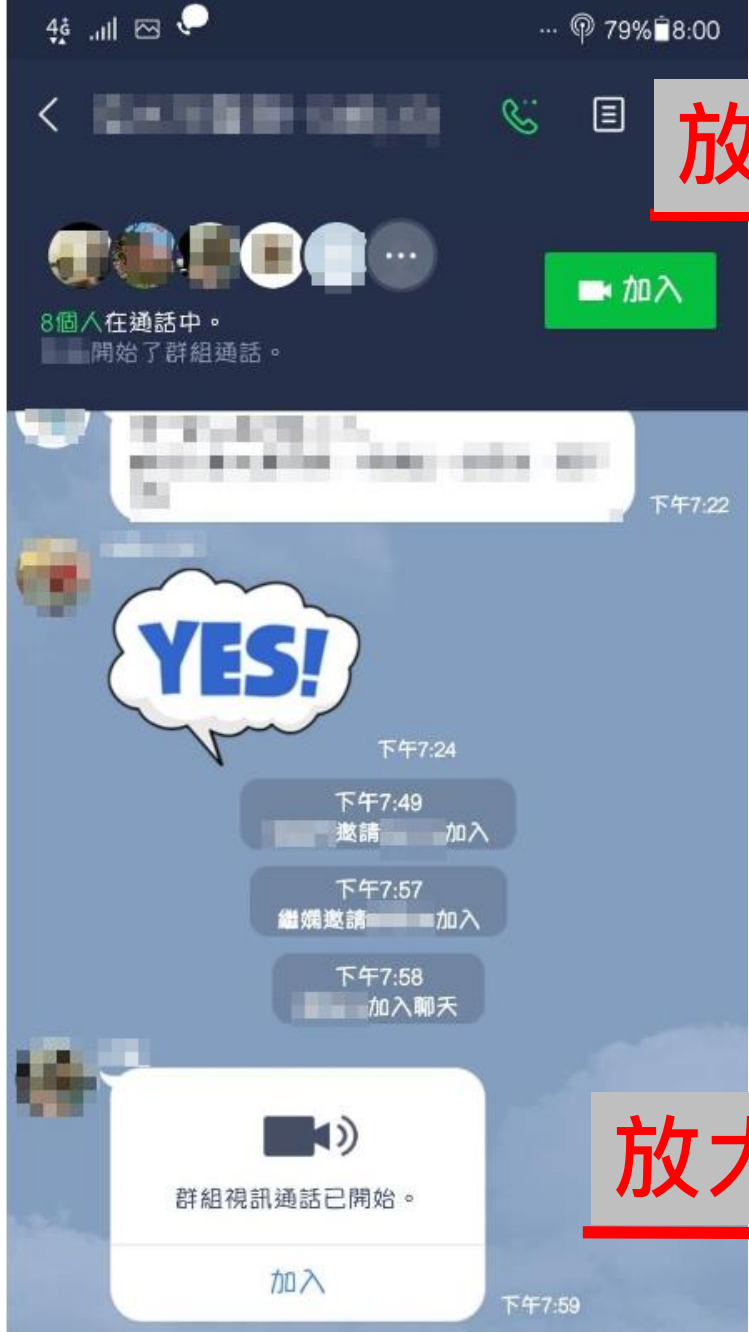 4G 79% 8:00
放
加入
8個人在通話中。
開始了群組通話。
下午7:22
YES!
下午7:24
下午7:49
邀請 加入
下午7:57
繼嫻邀請 加入
下午7:58
加入聊天
群組視訊通話已開始。
放大
加入
下午7:59